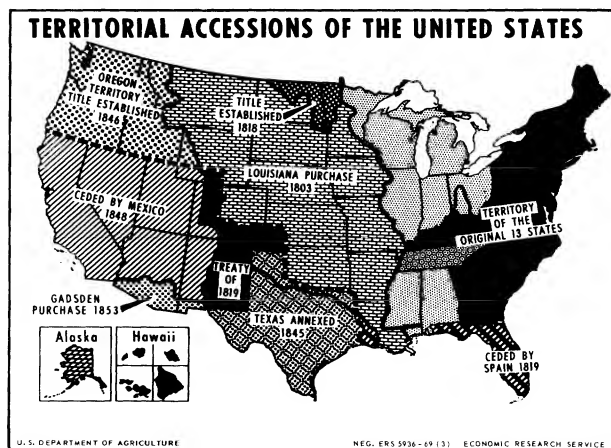 TERRITORIAL ACCESSIONS OF THE UNITED STATES
OREGON
TERRITORY
TITLE ESTABLISHED
1846
TITLE
ESTABLISHED
1818
LOUISIANA PURCHASE
1803
CEDED BY MEXICO
1848
TERRITORY
OF THE
ORIGINAL 13 STATES
TREATY
OF
1819
GADSDEN
PURCHASE 1853
TEXAS ANNEXED
1845
CEDED BY
SPAIN 1819
Alaska
Hawaii
U.S. DEPARTMENT OF AGRICULTURE
NEG. ERS 5936-69 (3) ECONOMIC RESEARCH SERVICE